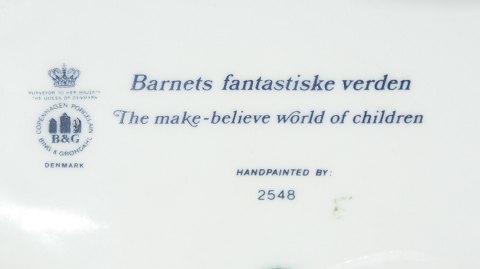 PURVEYOR TO HER MAJESTY
THE QUEEN OF DENMARK
COPENHAGEN PORCELAIN
BING & GRØNDAHL
B&G
DENMARK
Barnets fantastiske verden
The make-believe world of children
HANDPAINTED BY:
2548